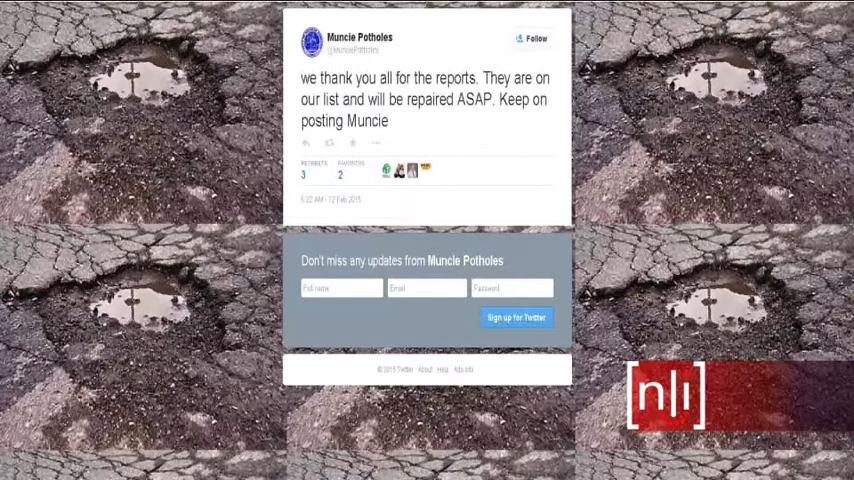 Muncie Potholes
@MunciePotholes
Follow
we thank you all for the reports. They are on
our list and will be repaired ASAP. Keep on
posting Muncie
RETWEETS FAVORITES
3 2
5:22 AM - 12 Feb 2015
Don't miss any updates from Muncie Potholes
Full name Email Password
Sign up for Twitter
© 2015 Twitter About Help Ads info